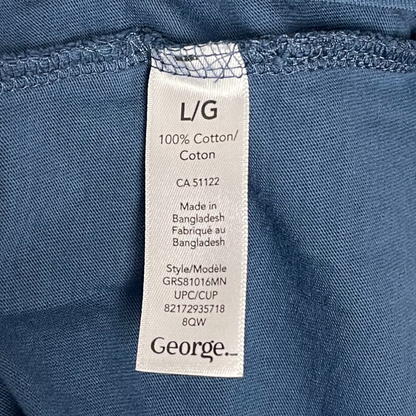 L/G
100% Cotton/
Coton
CA 51122
Made in
Bangladesh
Fabriqué au
Bangladesh
Style/Modèle
GRS81016MN
UPC/CUP
82172935718
8QW
George.